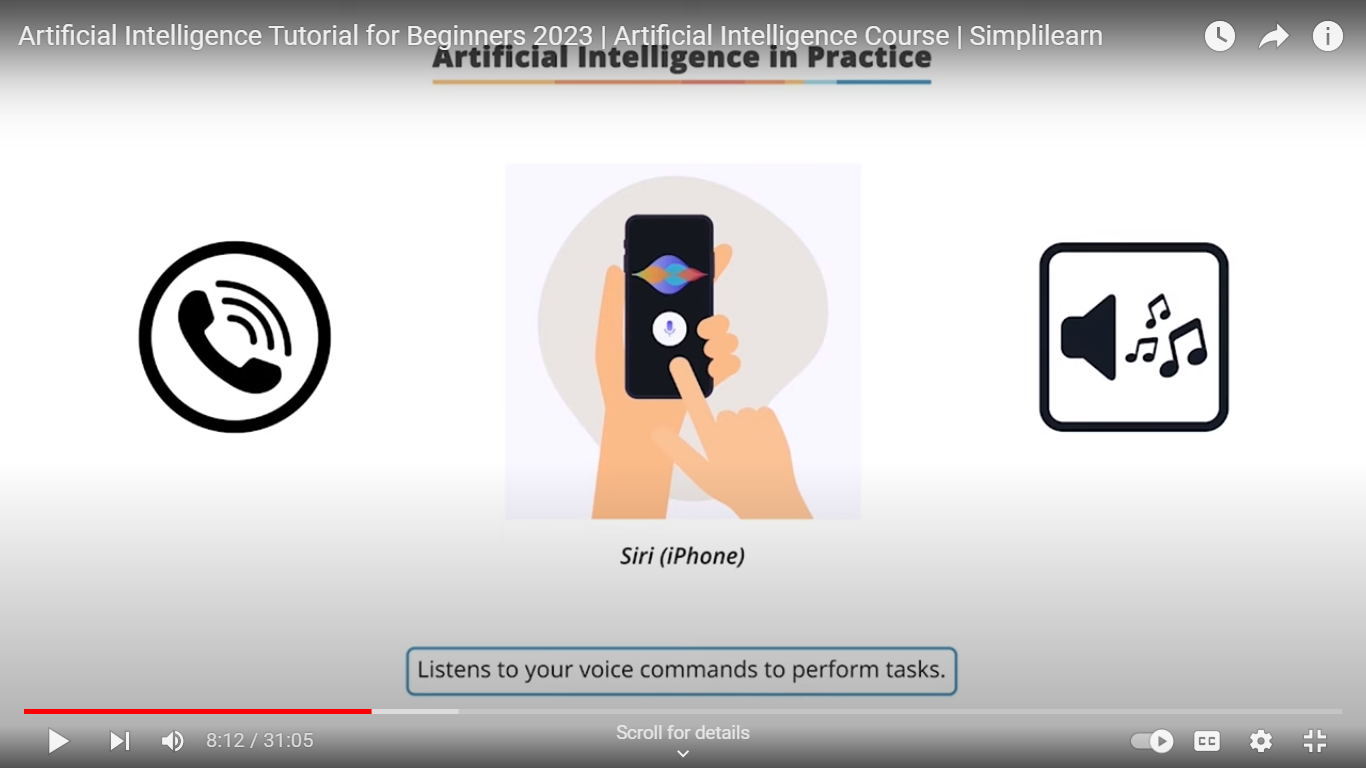 Artificial Intelligence Tutorial for Beginners 2023 | Artificial Intelligence Course | Simplilearn
Artificial Intelligence in Practice
Siri (iPhone)
Listens to your voice commands to perform tasks.
8:12 / 31:05
Scroll for details
CC